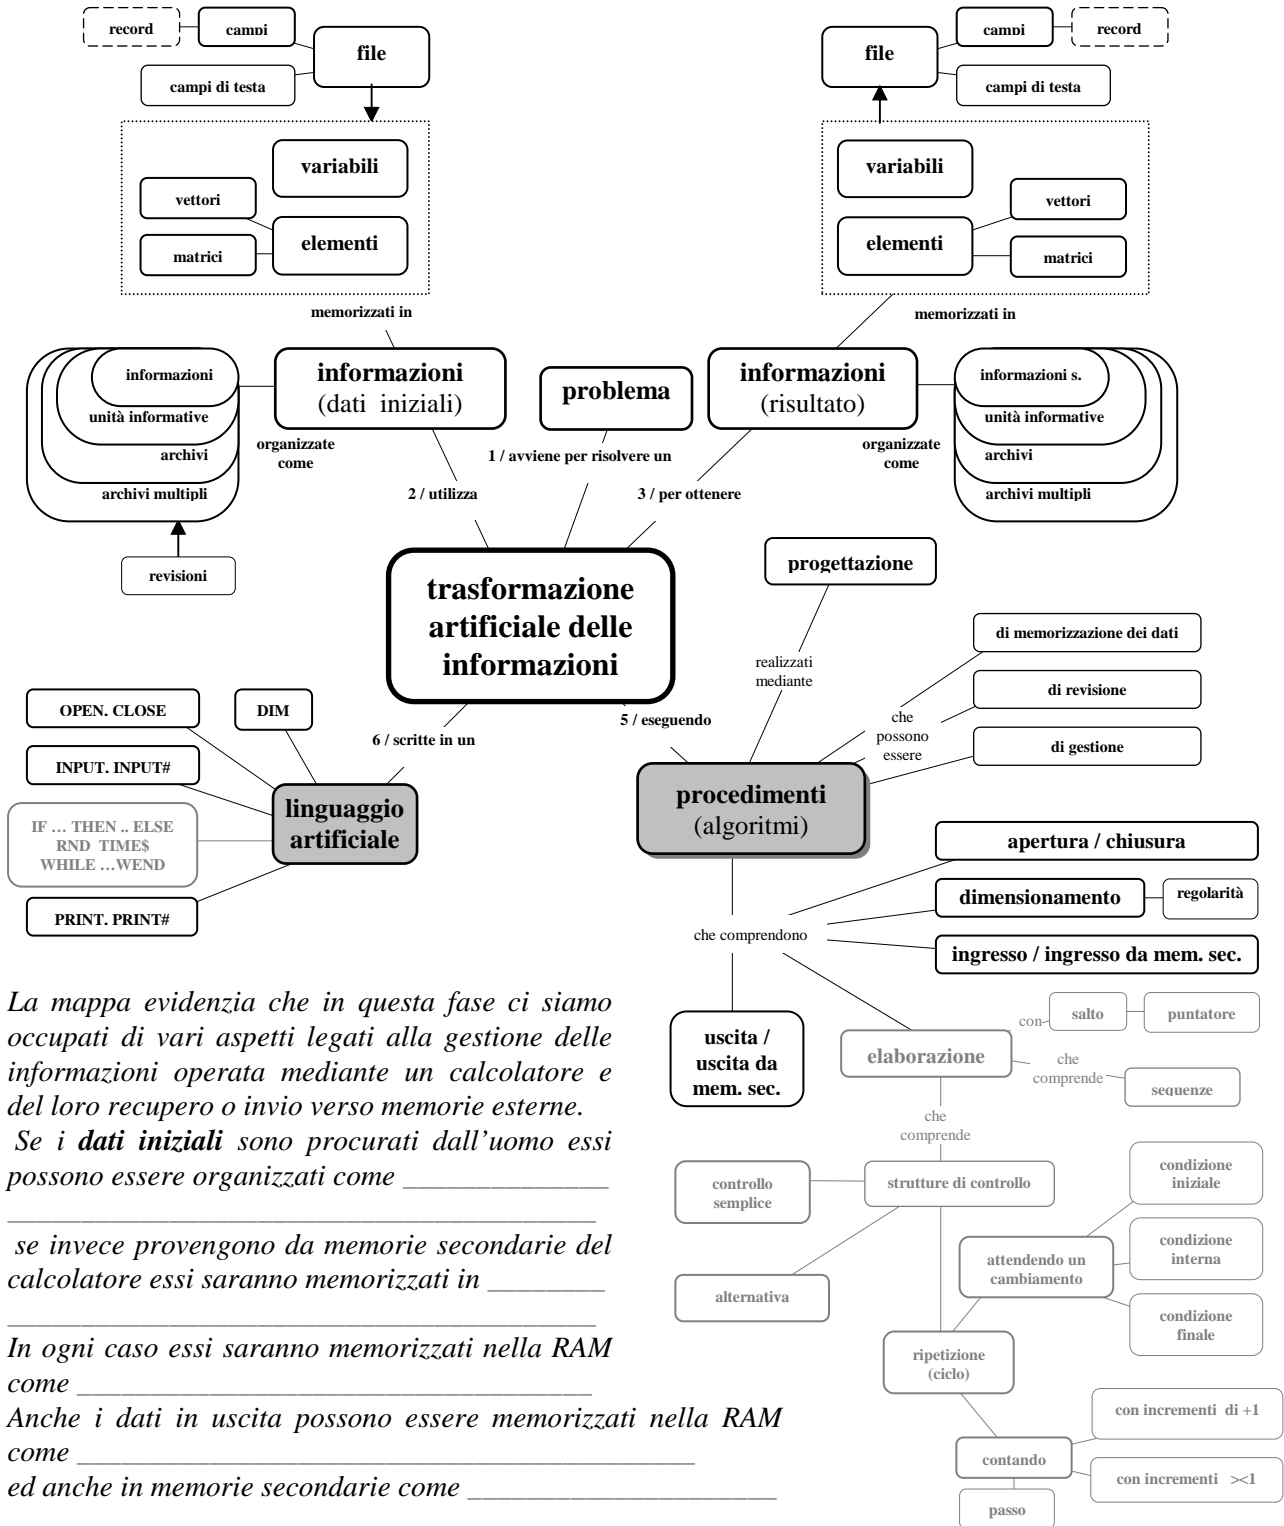 record
campi
file
campi di testa
variabili
vettori
elementi
matrici
memorizzati in
file
campi
record
campi di testa
variabili
vettori
elementi
matrici
memorizzati in
informazioni
unità informative
archivi
archivi multipli
revisioni
organizzate
come
informazioni
(dati iniziali)
problema
informazioni
(risultato)
organizzate
come
informazioni s.
unità informative
archivi
archivi multipli
1 / avviene per risolvere un
2 / utilizza
3 / per ottenere
trasformazione
artificiale delle
informazioni
progettazione
realizzati
mediante
di memorizzazione dei dati
di revisione
di gestione
che
possono
essere
5 / eseguendo
6 / scritte in un
OPEN. CLOSE
DIM
INPUT. INPUT#
IF … THEN .. ELSE
RND TIME$
WHILE …WEND
PRINT. PRINT#
linguaggio
artificiale
procedimenti
(algoritmi)
apertura / chiusura
dimensionamento
regolarità
ingresso / ingresso da mem. sec.
che comprendono
uscita /
uscita da
mem. sec.
elaborazione
con
salto
puntatore
che
comprende
sequenze
che
comprende
controllo
semplice
strutture di controllo
alternativa
attendendo un
cambiamento
condizione
iniziale
condizione
interna
condizione
finale
ripetizione
(ciclo)
contando
con incrementi di +1
con incrementi ><1
passo
La mappa evidenzia che in questa fase ci siamo
occupati di vari aspetti legati alla gestione delle
informazioni operata mediante un calcolatore e
del loro recupero o invio verso memorie esterne.
Se i dati iniziali sono procurati dall'uomo essi
possono essere organizzati come ______________
________________________________________
se invece provengono da memorie secondarie del
calcolatore essi saranno memorizzati in ________
________________________________________
In ogni caso essi saranno memorizzati nella RAM
come ___________________________________
Anche i dati in uscita possono essere memorizzati nella RAM
come __________________________________________
ed anche in memorie secondarie come _____________________